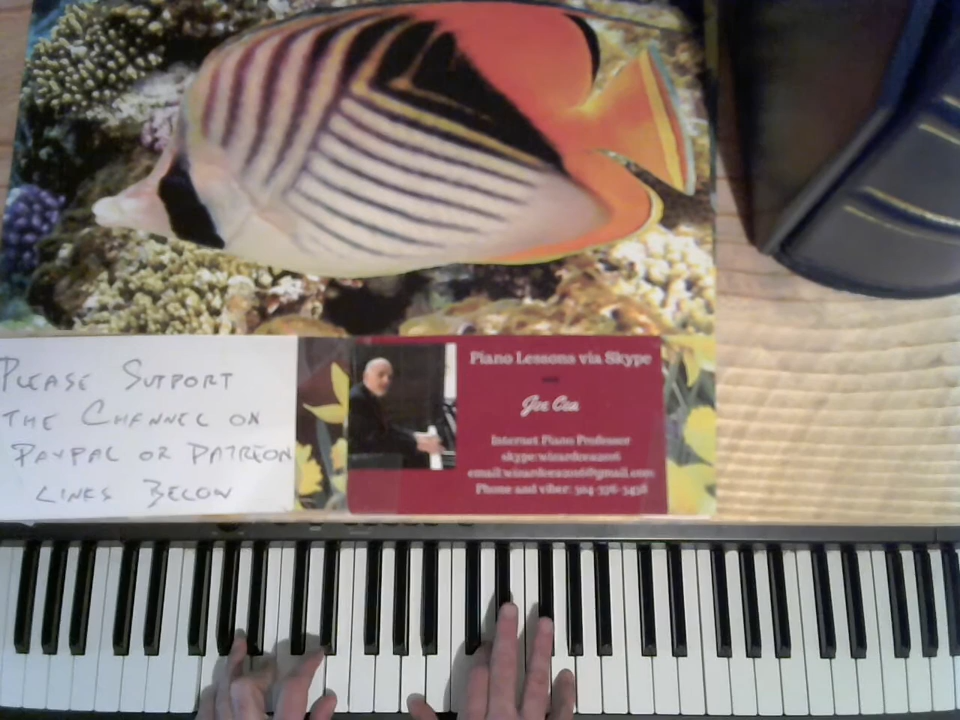 PLEASE SUPPORT
THE CHANNEL ON
PAYPAL OR PATREON
LINKS BELOW
Piano Lessons via Skype
Joe Cea
Internet Piano Professor